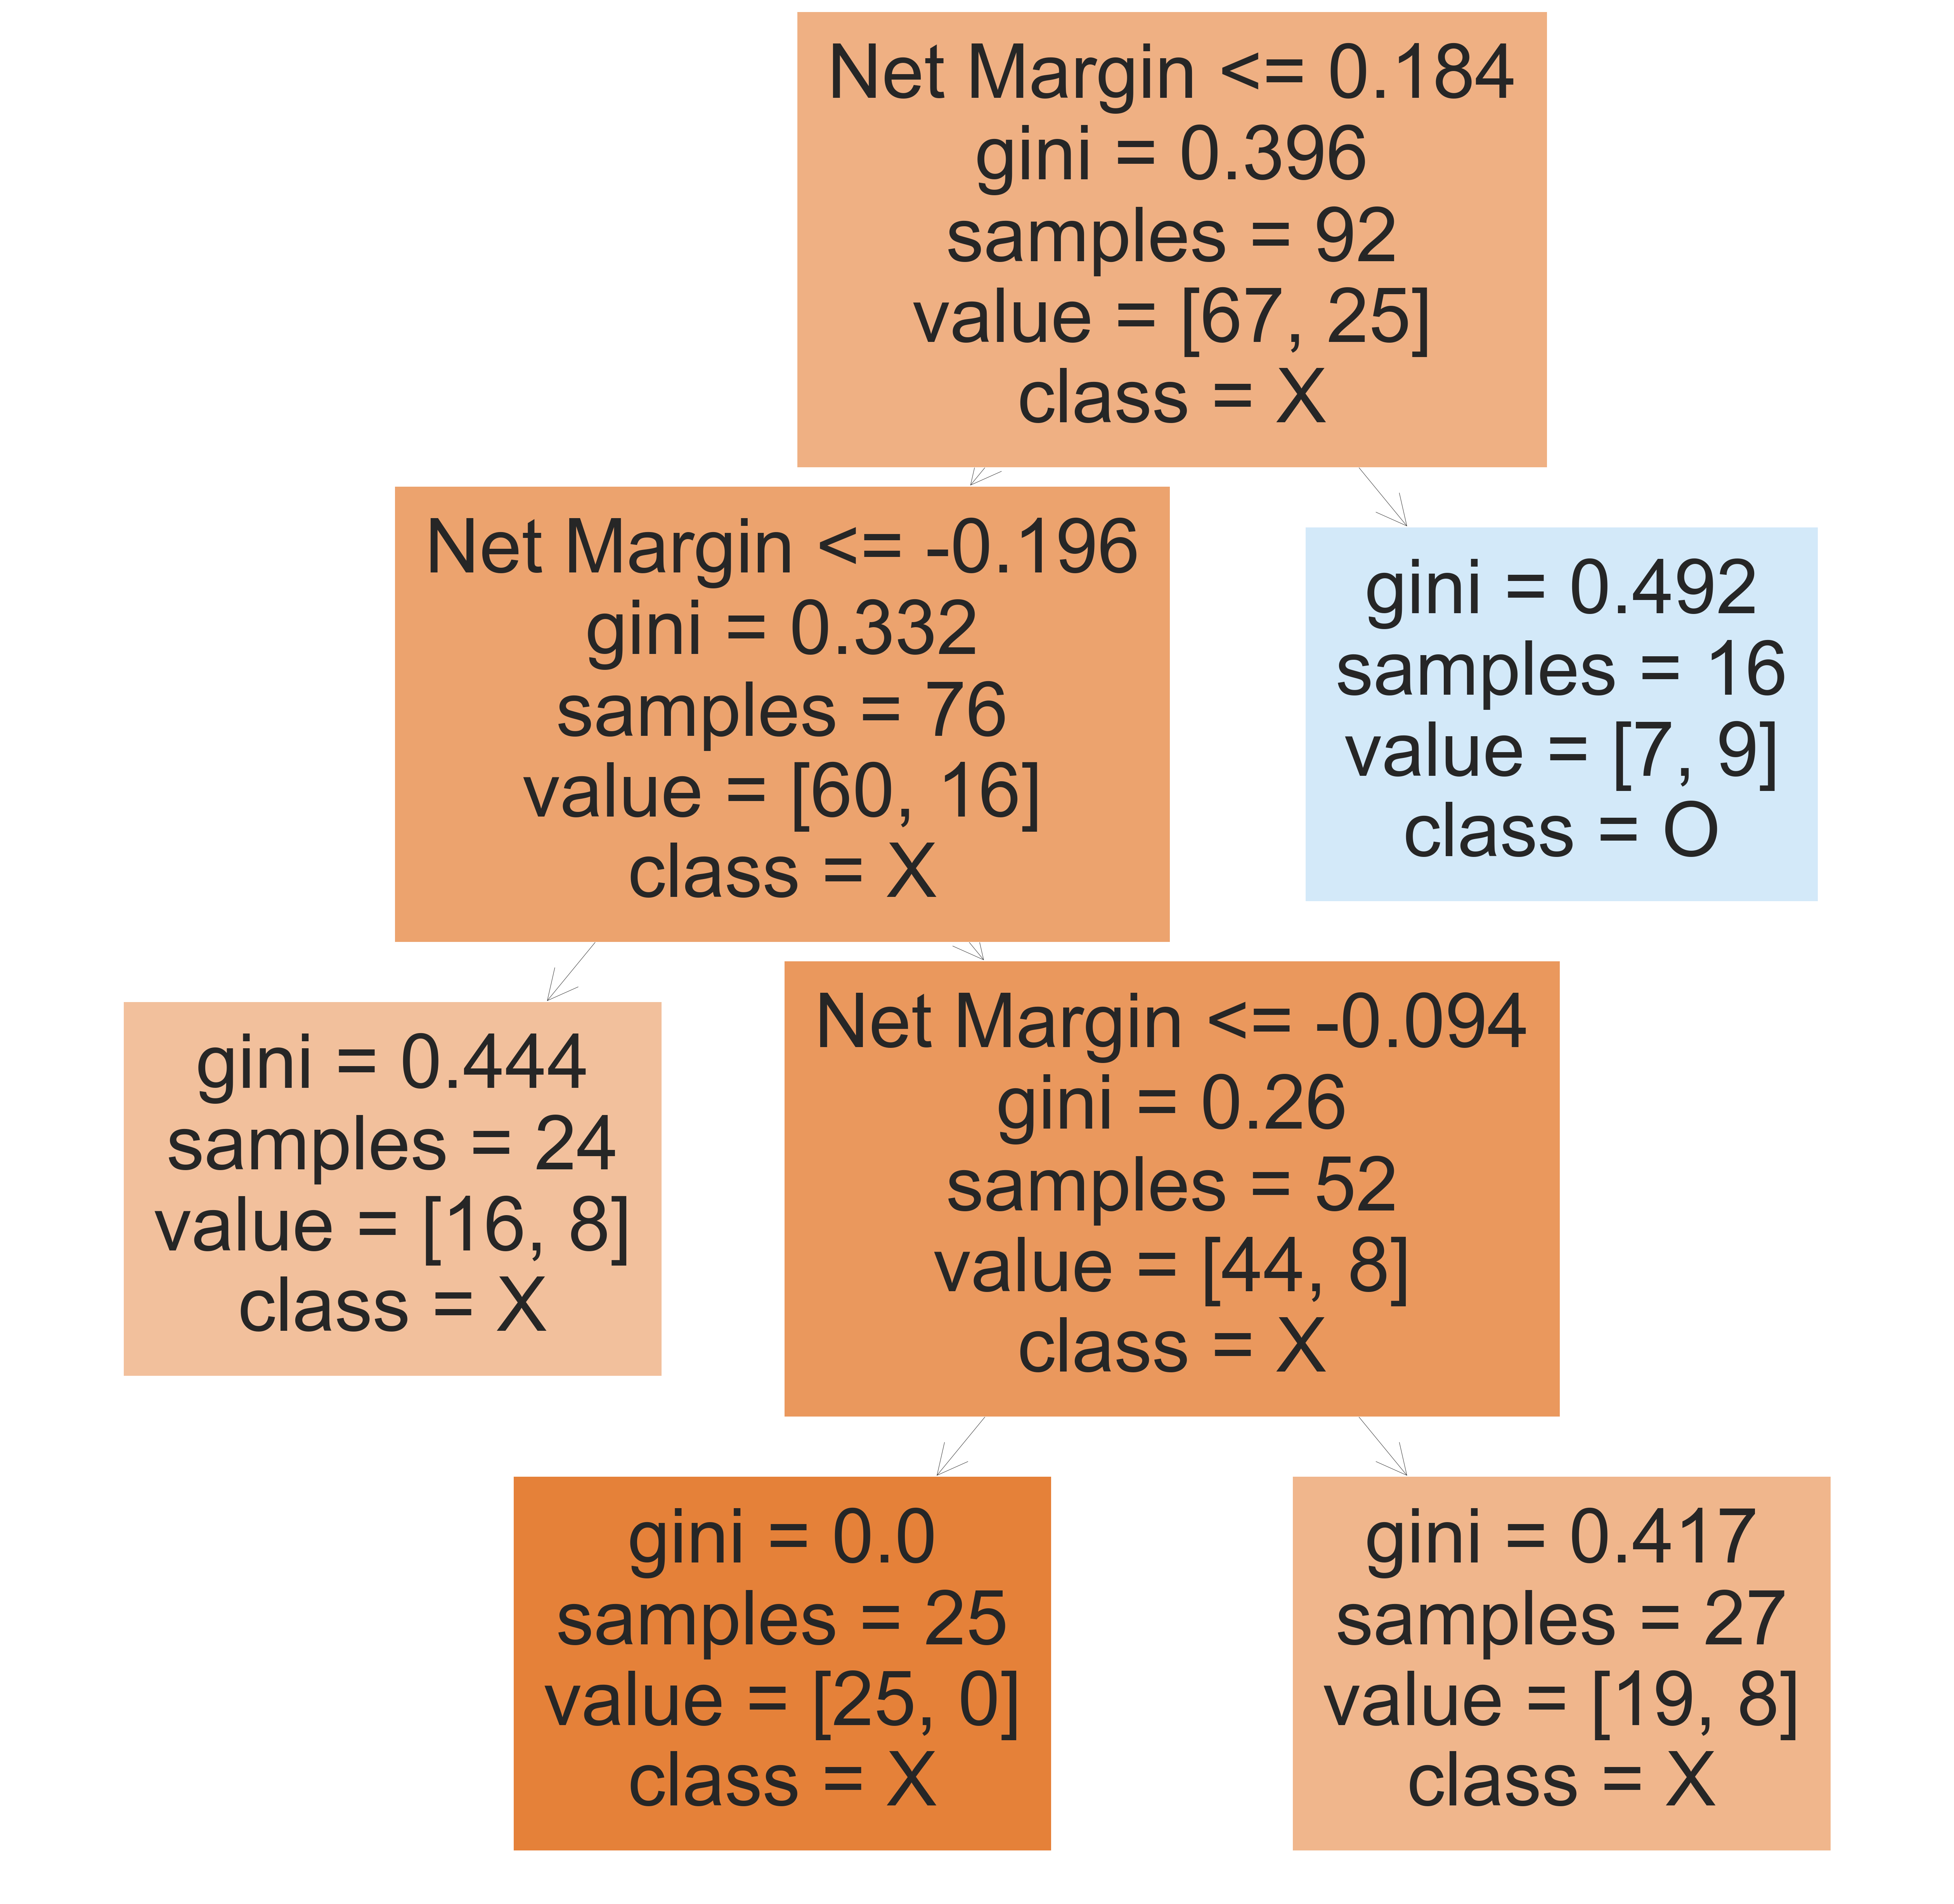 Net Margin <= 0.184
gini = 0.396
samples = 92
value = [67, 25]
class = X
Net Margin <= -0.196
gini = 0.332
samples = 76
value = [60, 16]
class = X
gini = 0.492
samples = 16
value = [7, 9]
class = O
gini = 0.444
samples = 24
value = [16, 8]
class = X
Net Margin <= -0.094
gini = 0.26
samples = 52
value = [44, 8]
class = X
gini = 0.0
samples = 25
value = [25, 0]
class = X
gini = 0.417
samples = 27
value = [19, 8]
class = X